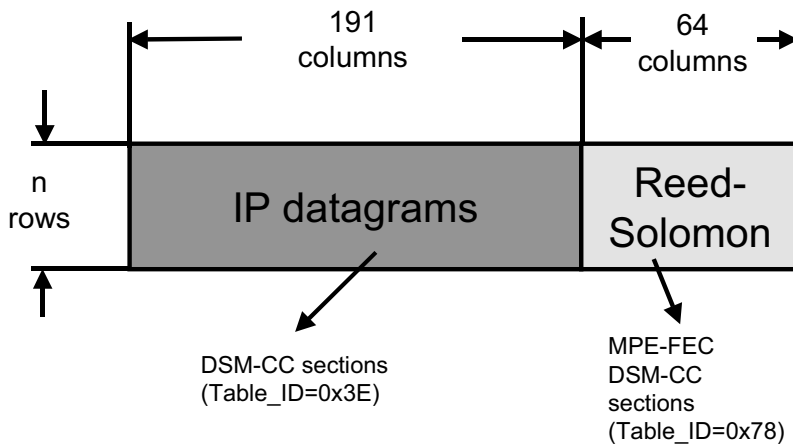 191
columns
64
columns
n
rows
IP datagrams
Reed-
Solomon
DSM-CC sections
(Table_ID=0x3E)
MPE-FEC
DSM-CC
sections
(Table_ID=0x78)